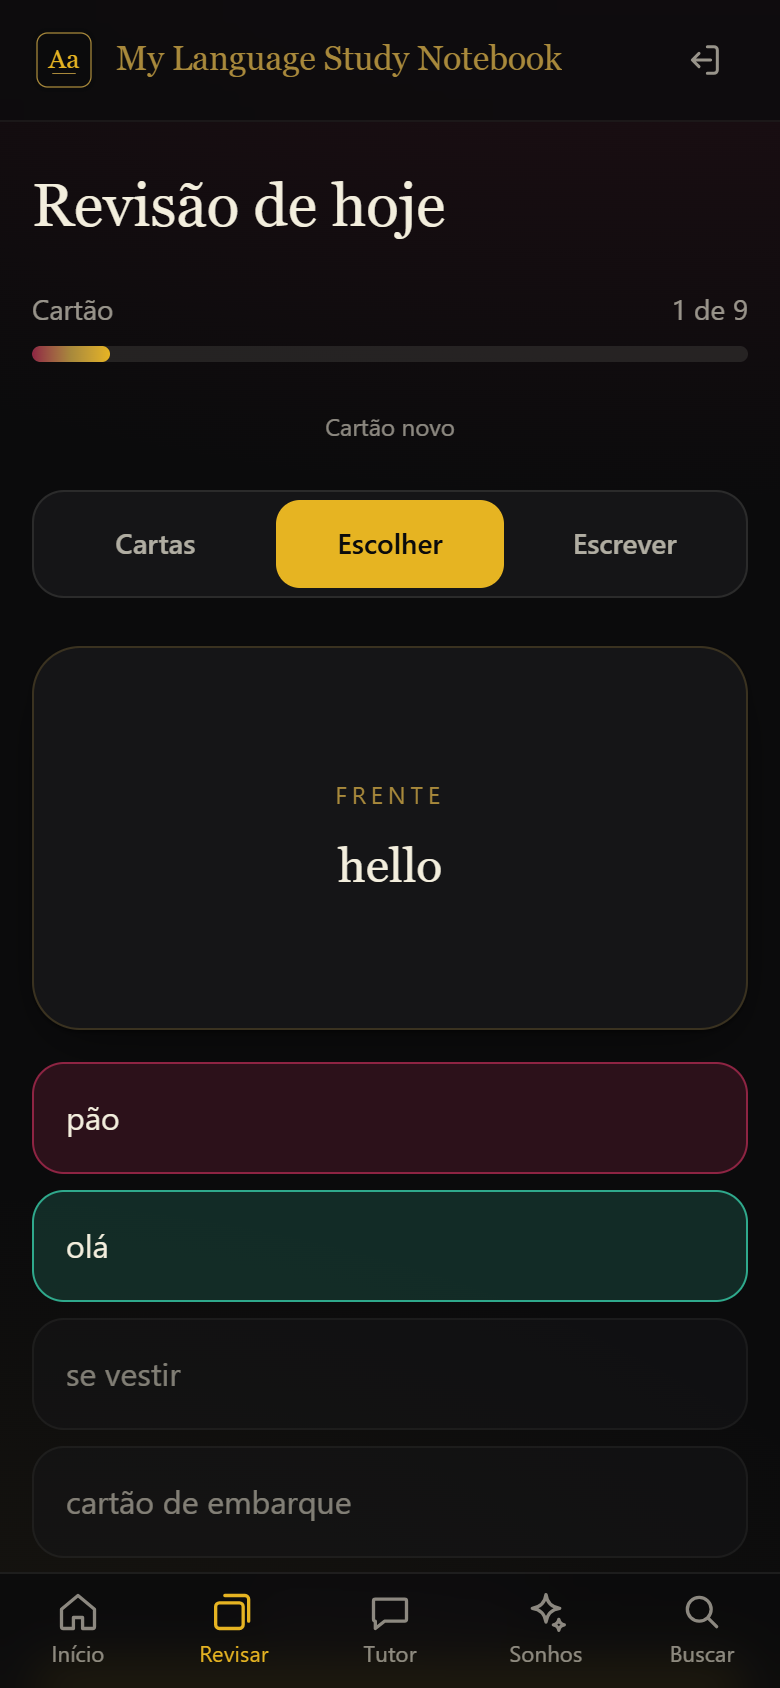 Aa
My Language Study Notebook
Revisão de hoje
Cartão
1 de 9
Cartão novo
Cartas
Escolher
Escrever
FRENTE
hello
pão
olá
se vestir
cartão de embarque
Início
Revisar
Tutor
Sonhos
Buscar